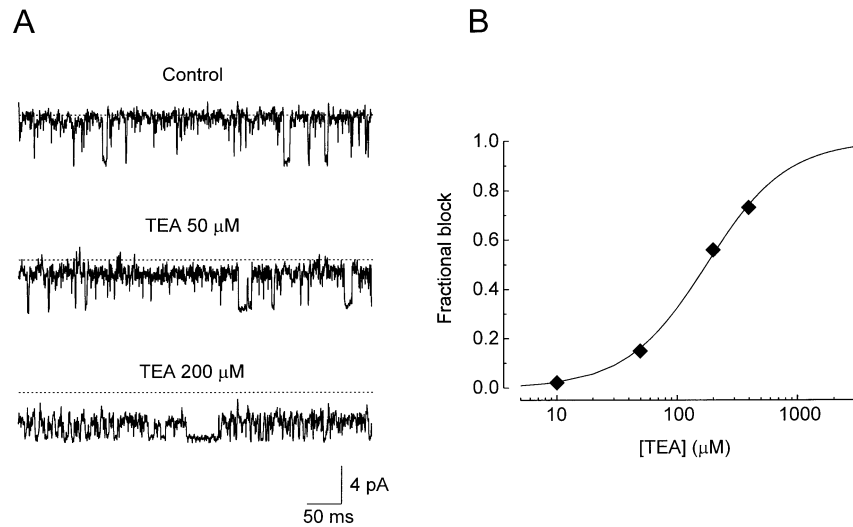 A
Control
TEA 50 μM
TEA 200 μM
4 pA
50 ms
B
1.0
0.8
0.6
0.4
0.2
0.0
Fractional block
10
100
1000
[TEA] (μM)